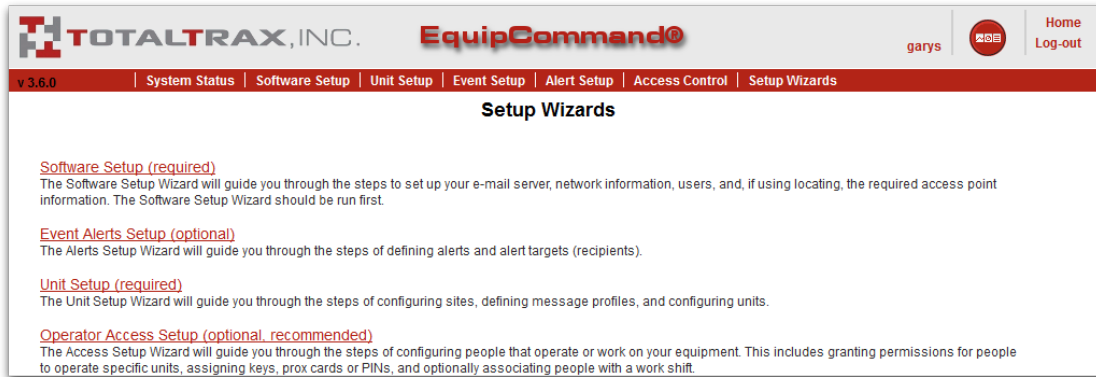 TOTALTRAX, INC.
EquipCommand®
garys
Home
Log-out
v 3.6.0
System Status | Software Setup | Unit Setup | Event Setup | Alert Setup | Access Control | Setup Wizards
Setup Wizards
Software Setup (required)
The Software Setup Wizard will guide you through the steps to set up your e-mail server, network information, users, and, if using locating, the required access point
information. The Software Setup Wizard should be run first.
Event Alerts Setup (optional)
The Alerts Setup Wizard will guide you through the steps of defining alerts and alert targets (recipients).
Unit Setup (required)
The Unit Setup Wizard will guide you through the steps of configuring sites, defining message profiles, and configuring units.
Operator Access Setup (optional, recommended)
The Access Setup Wizard will guide you through the steps of configuring people that operate or work on your equipment. This includes granting permissions for people
to operate specific units, assigning keys, prox cards or PINs, and optionally associating people with a work shift.